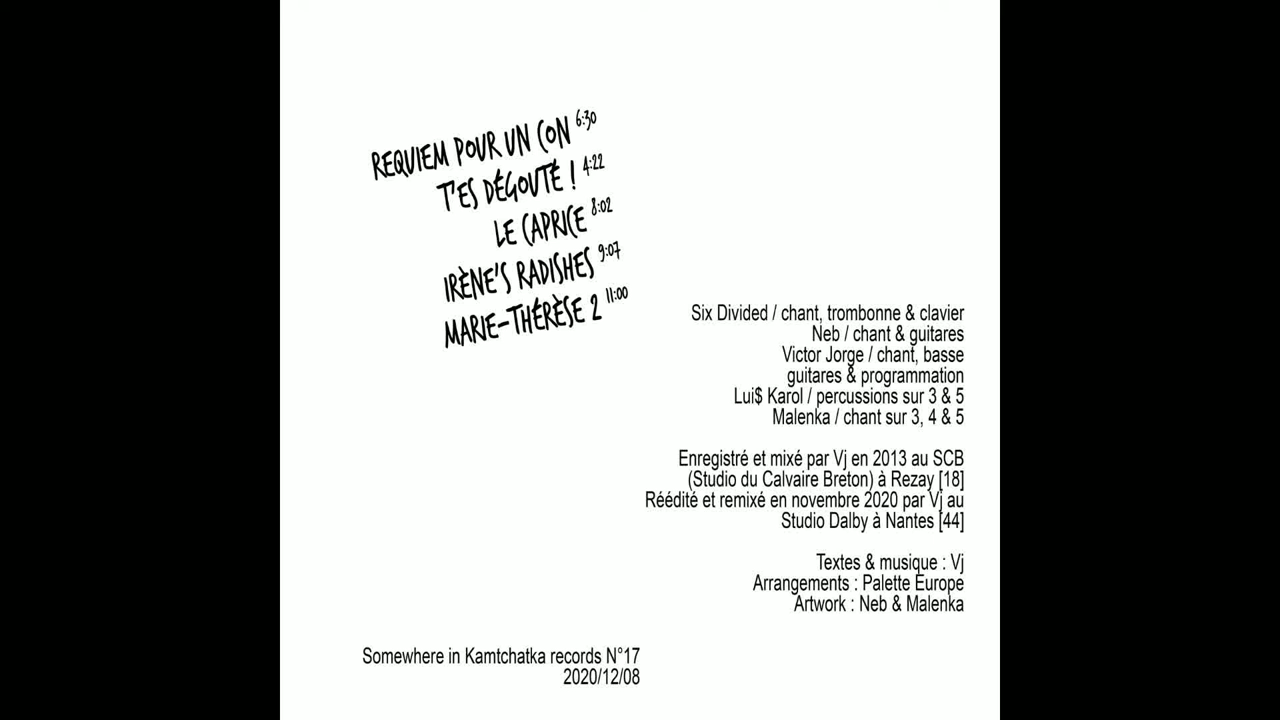 REQUIEM POUR UN CON 6:30
T'ES DÉGOUTÉ ! 4:22
LE CAPRICE 8:02
IRÈNE'S RADISHES 9:07
MARIE-THÉRÈSE 2 11:00
Six Divided / chant, trombonne & clavier
Neb / chant & guitares
Victor Jorge / chant, basse
guitares & programmation
Lui$ Karol / percussions sur 3 & 5
Malenka / chant sur 3, 4 & 5
Enregistré et mixé par Vj en 2013 au SCB
(Studio du Calvaire Breton) à Rezay [18]
Réédité et remixé en novembre 2020 par Vj au
Studio Dalby à Nantes [44]
Textes & musique : Vj
Arrangements : Palette Europe
Artwork : Neb & Malenka
Somewhere in Kamtchatka records N°17
2020/12/08